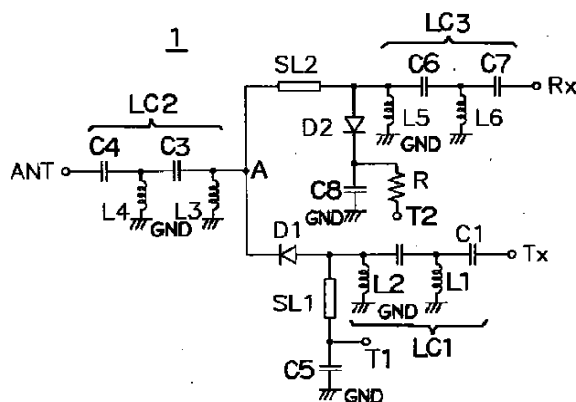 1
LC3
SL2
C6
C7
Rx
LC2
D2
L5
L6
GND
C4
C3
ANT
A
C8
R
L4
L3
GND
GND
T2
D1
C1
Tx
SL1
L2
L1
GND
LC1
T1
C5
GND